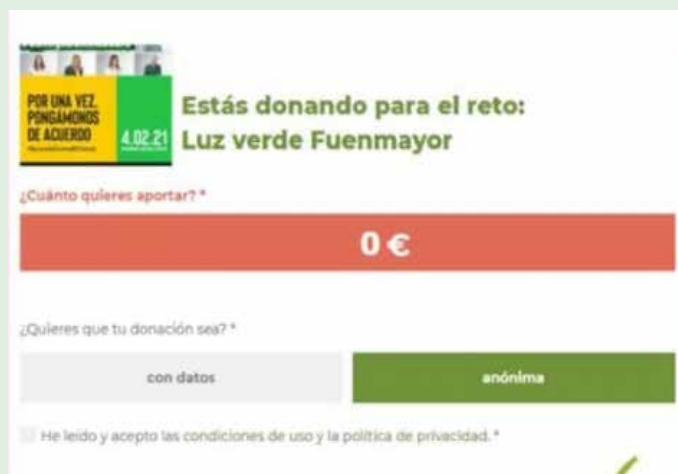 POR UNA VEZ,
PONGÁMONOS
DE ACUERDO
4.02.21
Estás donando para el reto:
Luz verde Fuenmayor
¿Cuánto quieres aportar? *
0 €
¿Quieres que tu donación sea? *
con datos
anónima
He leído y acepto las condiciones de uso y la política de privacidad. *